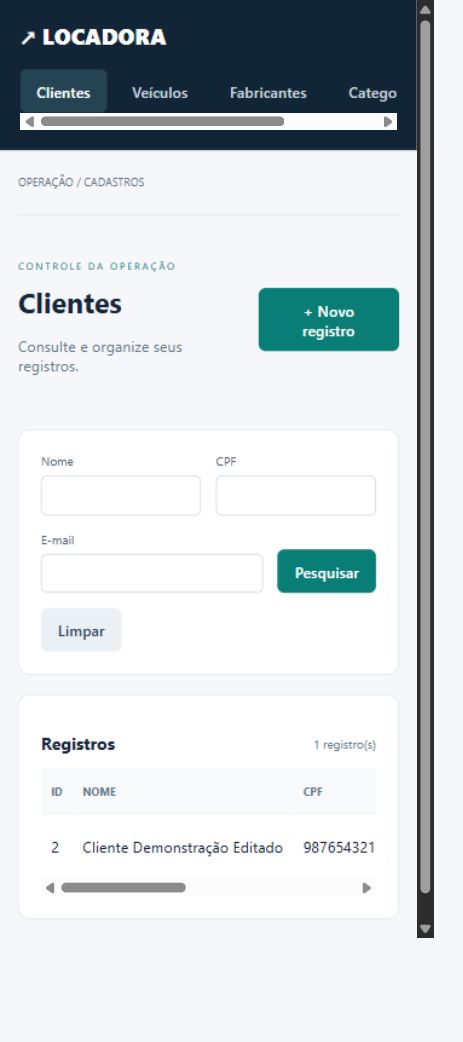 ↗ LOCADORA
Clientes Veículos Fabricantes Catego
OPERAÇÃO / CADASTROS
CONTROLE DA OPERAÇÃO
Clientes
+ Novo
registro
Consulte e organize seus
registros.
Nome CPF
E-mail
Pesquisar
Limpar
Registros 1 registro(s)
ID NOME CPF
2 Cliente Demonstração Editado 987654321